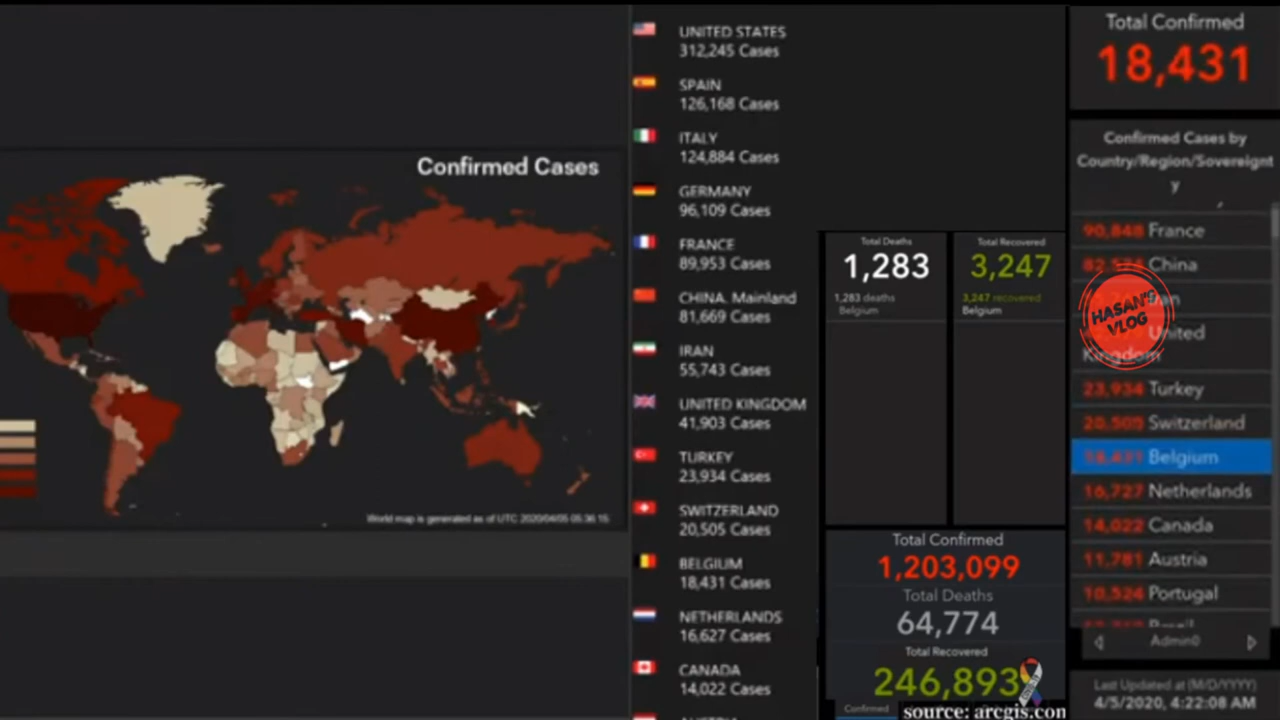 Confirmed Cases
World map is generated as of UTC 2020/04/05 05:36:15
UNITED STATES
312,245 Cases
SPAIN
126,168 Cases
ITALY
124,884 Cases
GERMANY
96,109 Cases
FRANCE
89,953 Cases
CHINA. Mainland
81,669 Cases
IRAN
55,743 Cases
UNITED KINGDOM
41,903 Cases
TURKEY
23,934 Cases
SWITZERLAND
20,505 Cases
BELGIUM
18,431 Cases
NETHERLANDS
16,627 Cases
CANADA
14,022 Cases
Total Deaths
1,283
1,283 deaths
Belgium
Total Recovered
3,247
3,247 recovered
Belgium
Total Confirmed
1,203,099
Total Deaths
64,774
Total Recovered
246,893
Confirmed
source: arcgis.com
Total Confirmed
18,431
Confirmed Cases by
Country/Region/Sovereignt
y
90,848 France
China
HASAN'S
VLOG
United
Kingdom
23,934 Turkey
20,505 Switzerland
18,431 Belgium
16,727 Netherlands
14,022 Canada
11,781 Austria
10,524 Portugal
Admin0
Last Updated at (M/D/YYYY)
4/5/2020, 4:22:08 AM